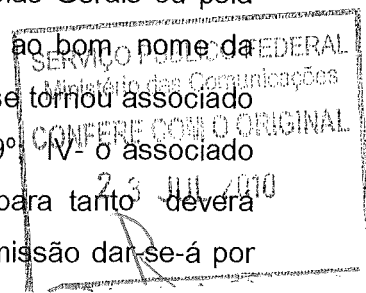 ao bom nome da
SERVIÇO PÚBLICO FEDERAL
Ministério das Comunicações
se tornou associado
CONFERE COM O ORIGINAL
9º IV- o associado
23 JUL 2010
para tanto deverá
missão dar-se-á por